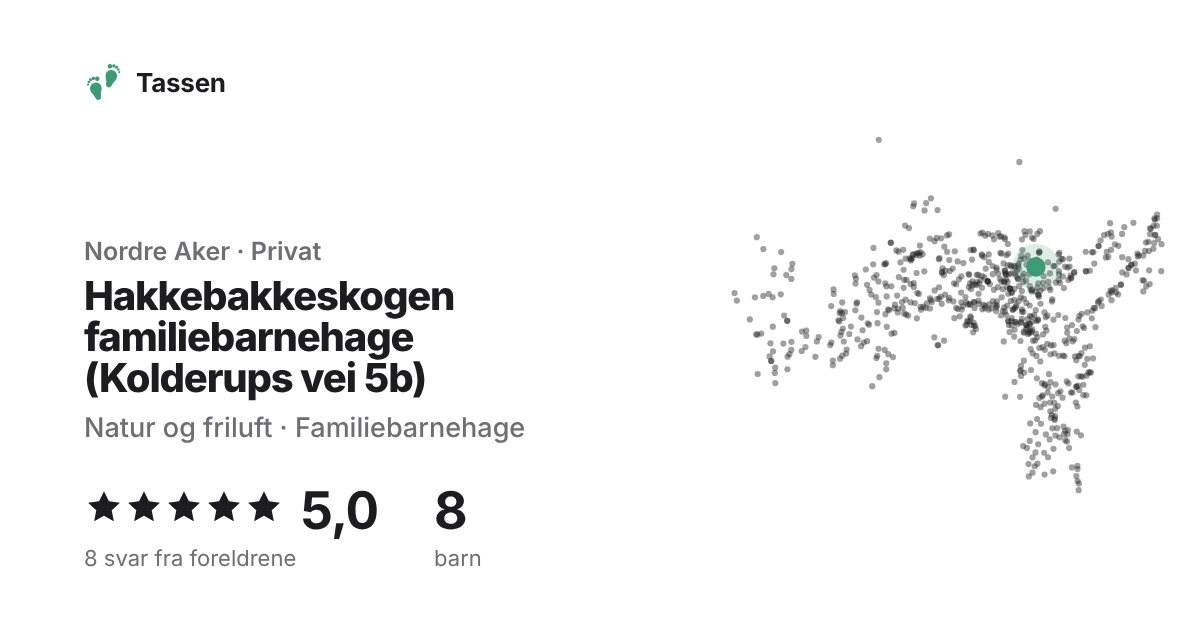 Tassen
Nordre Aker · Privat
Hakkebakkeskogen
familiebarnehage
(Kolderups vei 5b)
Natur og friluft · Familiebarnehage
5,0
8 svar fra foreldrene
8
barn